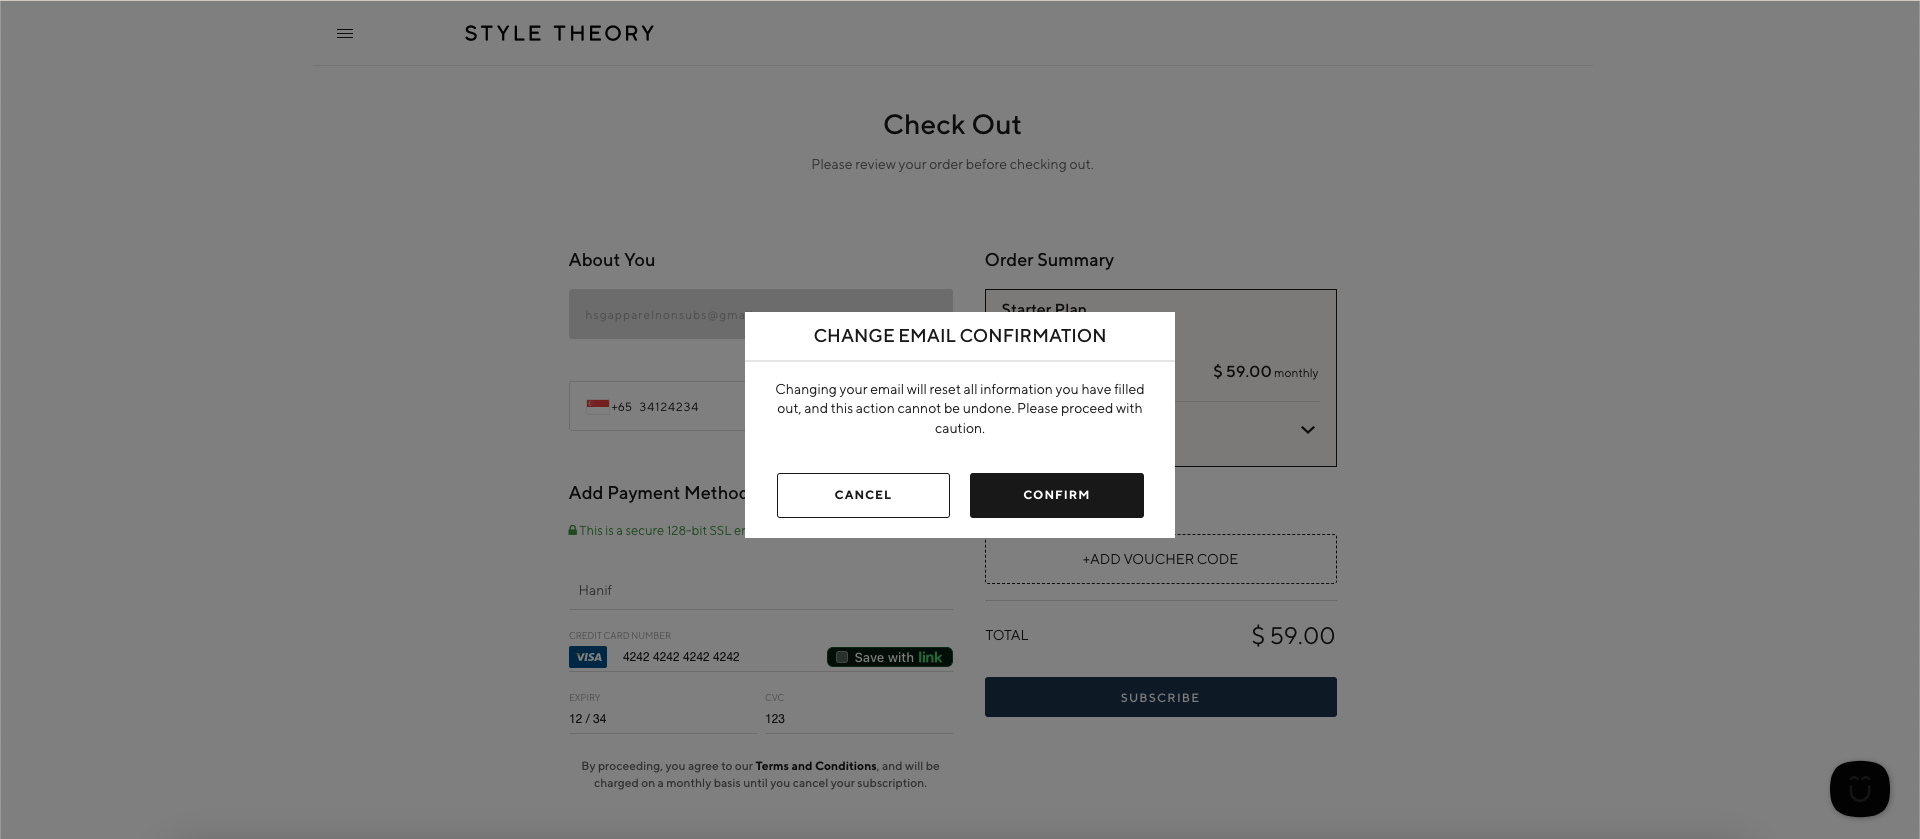 STYLE THEORY
Check Out
Please review your order before checking out.
About You
hsgapparelnonsubs@gma
+65 34124234
Add Payment Method
This is a secure 128-bit SSL
Hanif
CREDIT CARD NUMBER
VISA 4242 4242 4242 4242 Save with link
EXPIRY CVC
12 / 34 123
By proceeding, you agree to our Terms and Conditions, and will be
charged on a monthly basis until you cancel your subscription.
Order Summary
Starter Plan
$ 59.00 monthly
+ADD VOUCHER CODE
TOTAL $ 59.00
SUBSCRIBE
CHANGE EMAIL CONFIRMATION
Changing your email will reset all information you have filled
out, and this action cannot be undone. Please proceed with
caution.
CANCEL CONFIRM